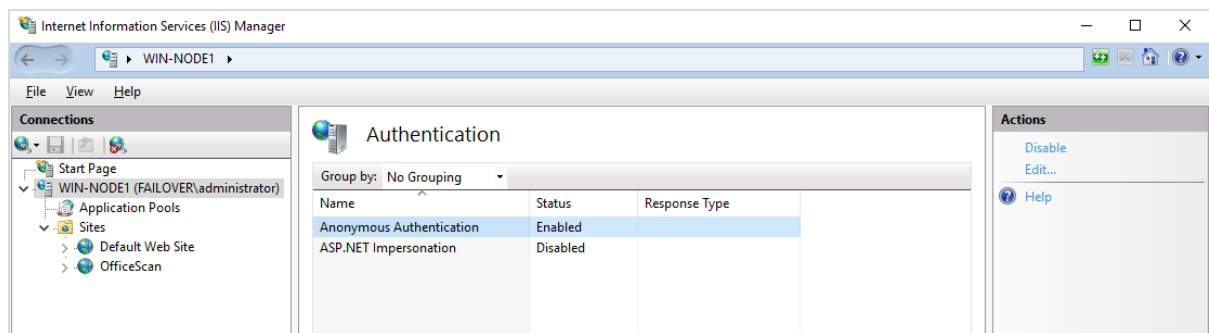 Internet Information Services (IIS) Manager
WIN-NODE1
File View Help
Connections
Start Page
WIN-NODE1 (FAILOVER\administrator)
Application Pools
Sites
Default Web Site
OfficeScan
Authentication
Group by: No Grouping
Name Status Response Type
Anonymous Authentication Enabled
ASP.NET Impersonation Disabled
Actions
Disable
Edit...
Help